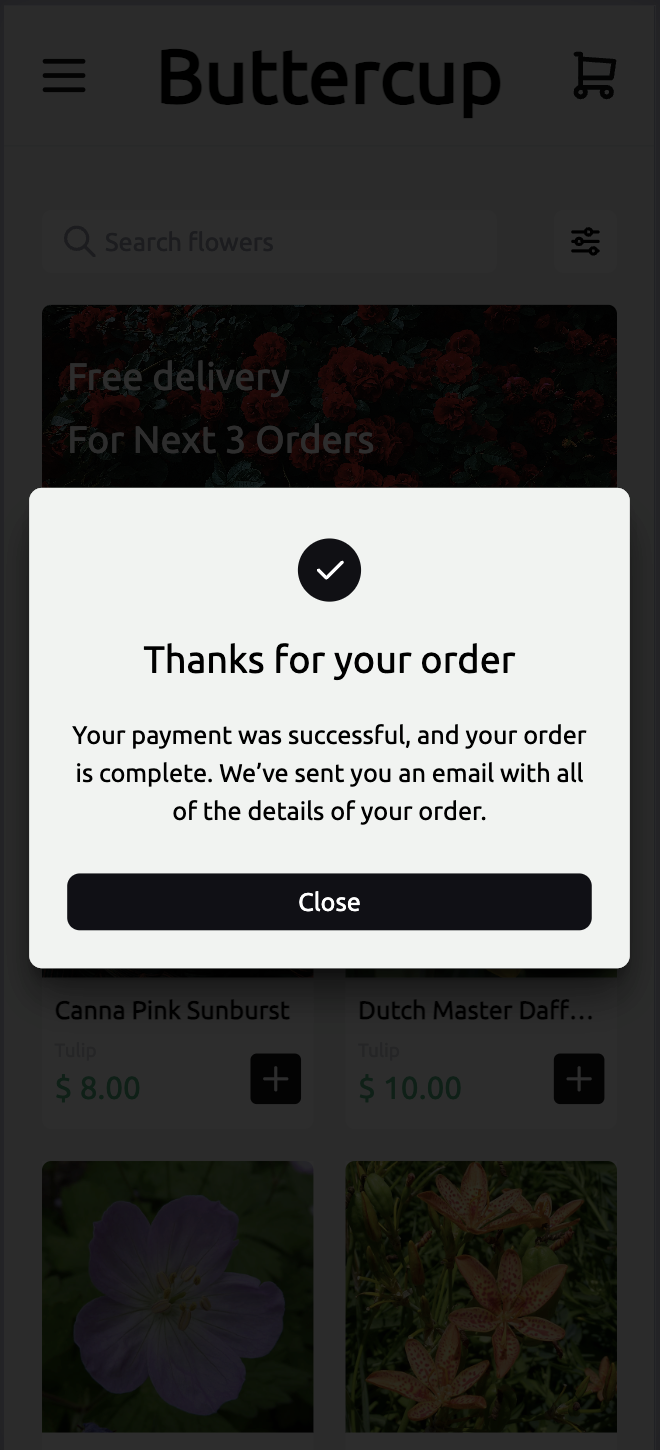 Buttercup
Search flowers
Free delivery
For Next 3 Orders
Thanks for your order
Your payment was successful, and your order
is complete. We’ve sent you an email with all
of the details of your order.
Close
Canna Pink Sunburst
Tulip
$ 8.00
Dutch Master Daff…
Tulip
$ 10.00